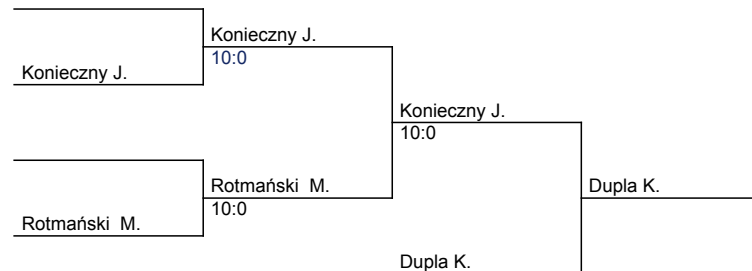 Konieczny J.
10:0
Konieczny J.
Konieczny J.
10:0
Rotmański  M.
10:0
Dupla K.
Rotmański  M.
Dupla K.